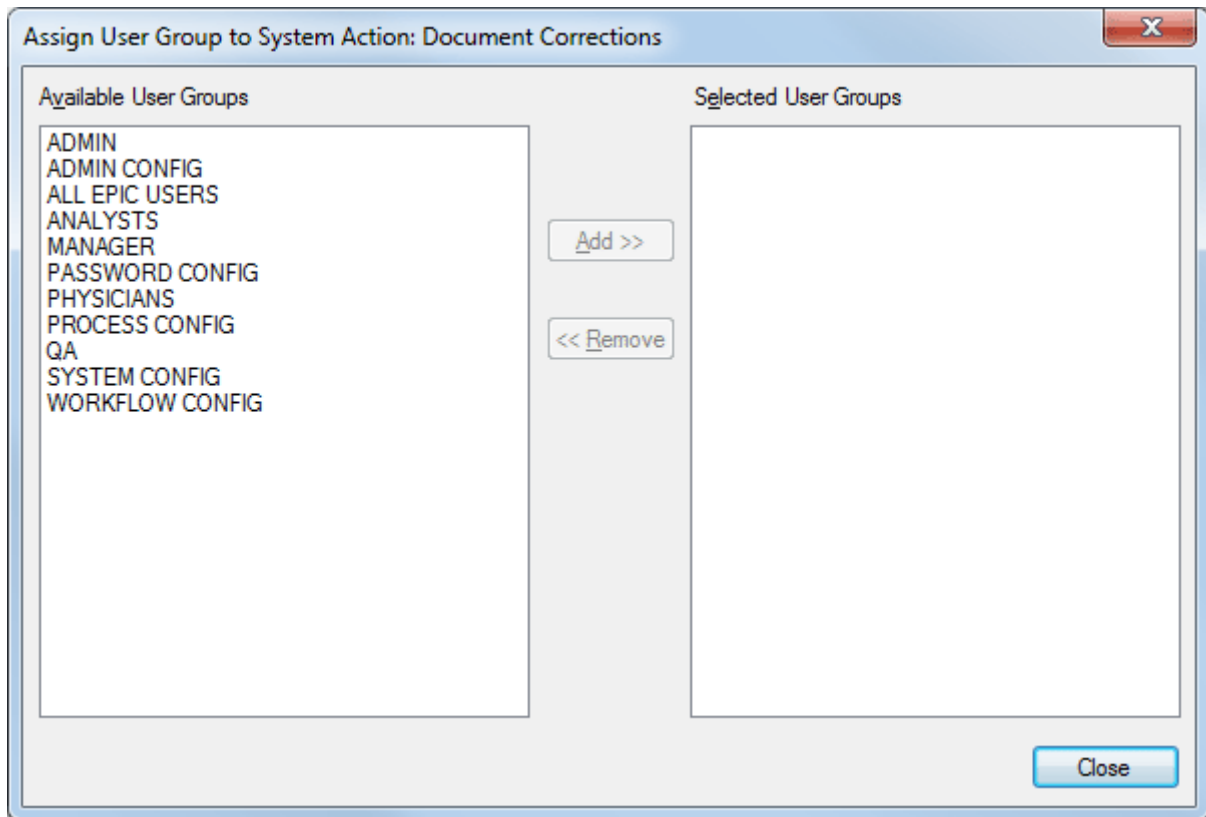 Assign User Group to System Action: Document Corrections
X
Available User Groups
Selected User Groups
ADMIN
ADMIN CONFIG
ALL EPIC USERS
ANALYSTS
MANAGER
PASSWORD CONFIG
PHYSICIANS
PROCESS CONFIG
QA
SYSTEM CONFIG
WORKFLOW CONFIG
Add >>
<< Remove
Close